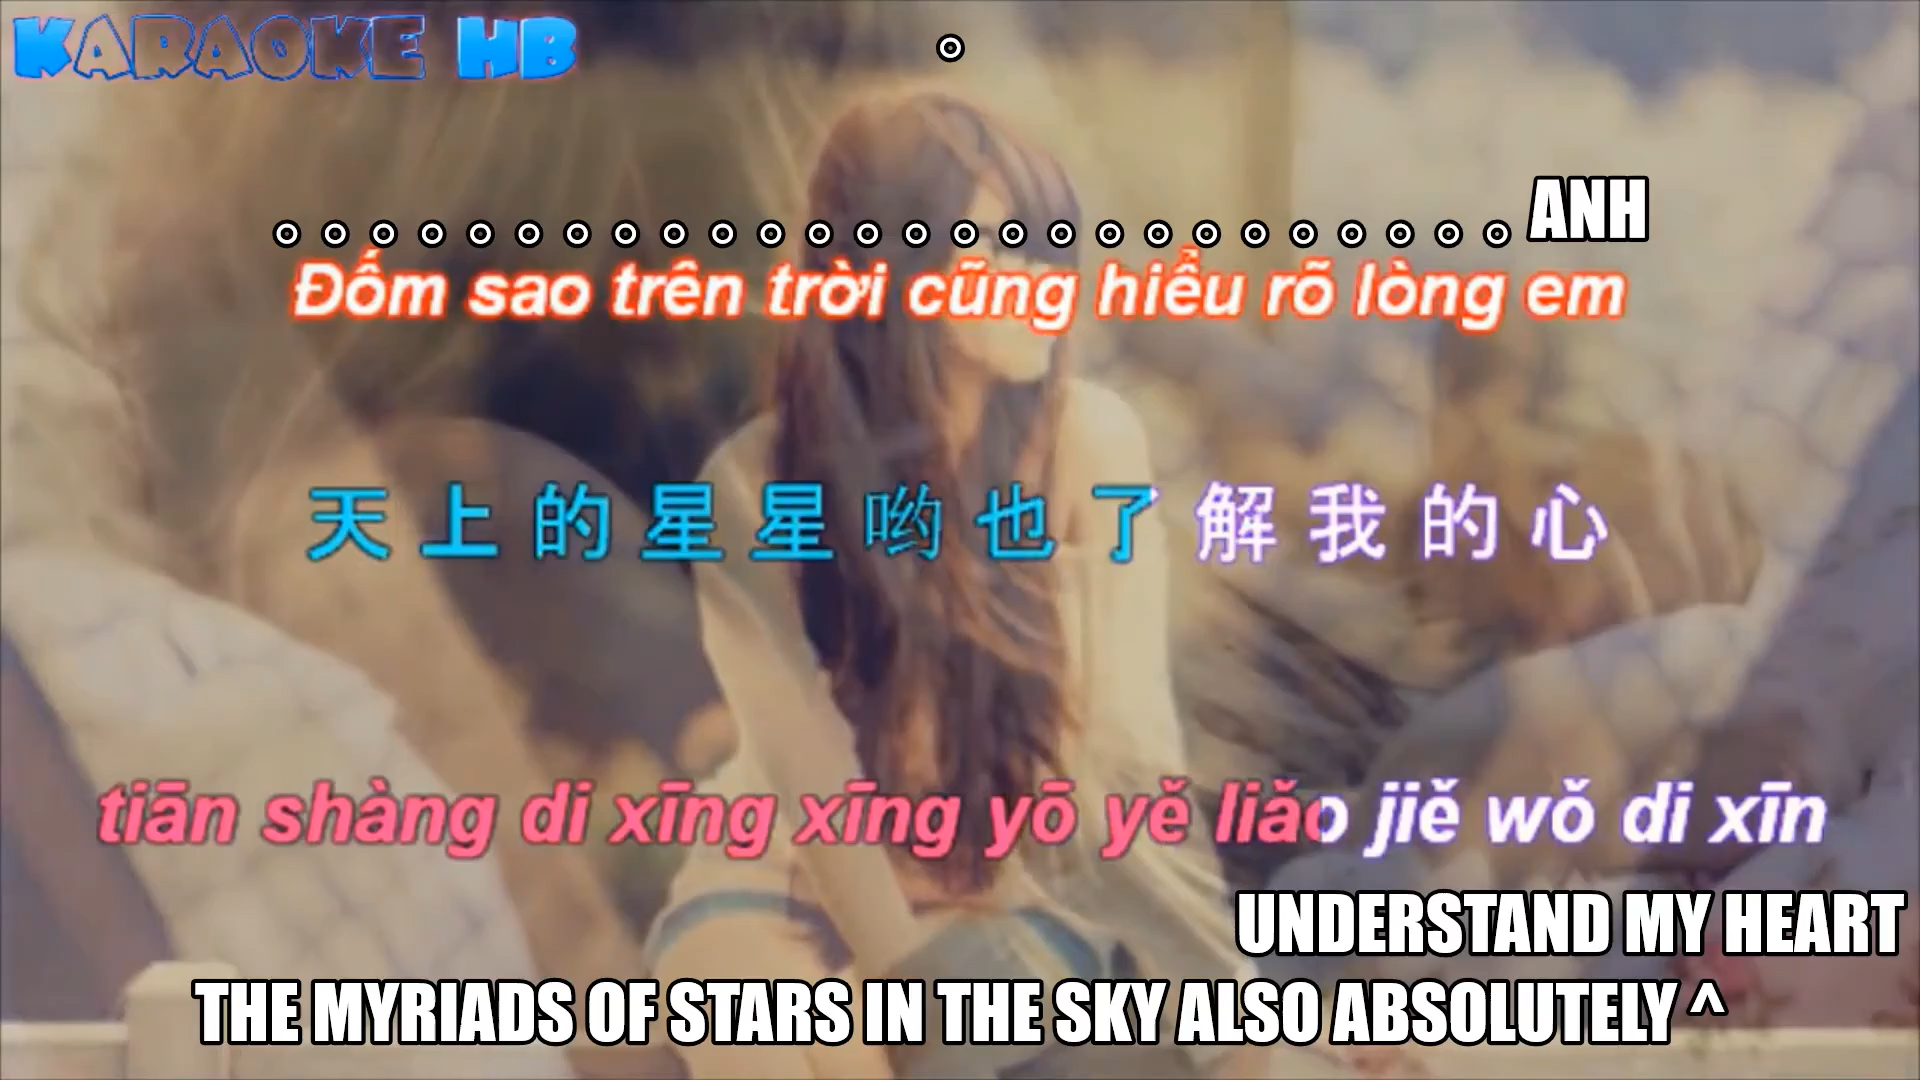 KARAOKE HB
。
。。。。。。。。。。。。。。。。。。。。。。。。。。ANH
Đốm sao trên trời cũng hiểu rõ lòng em
天上的星星哟也了解我的心
tiān shàng di xīng xīng yō yě liǎo jiě wǒ di xīn
UNDERSTAND MY HEART
THE MYRIADS OF STARS IN THE SKY ALSO ABSOLUTELY ^